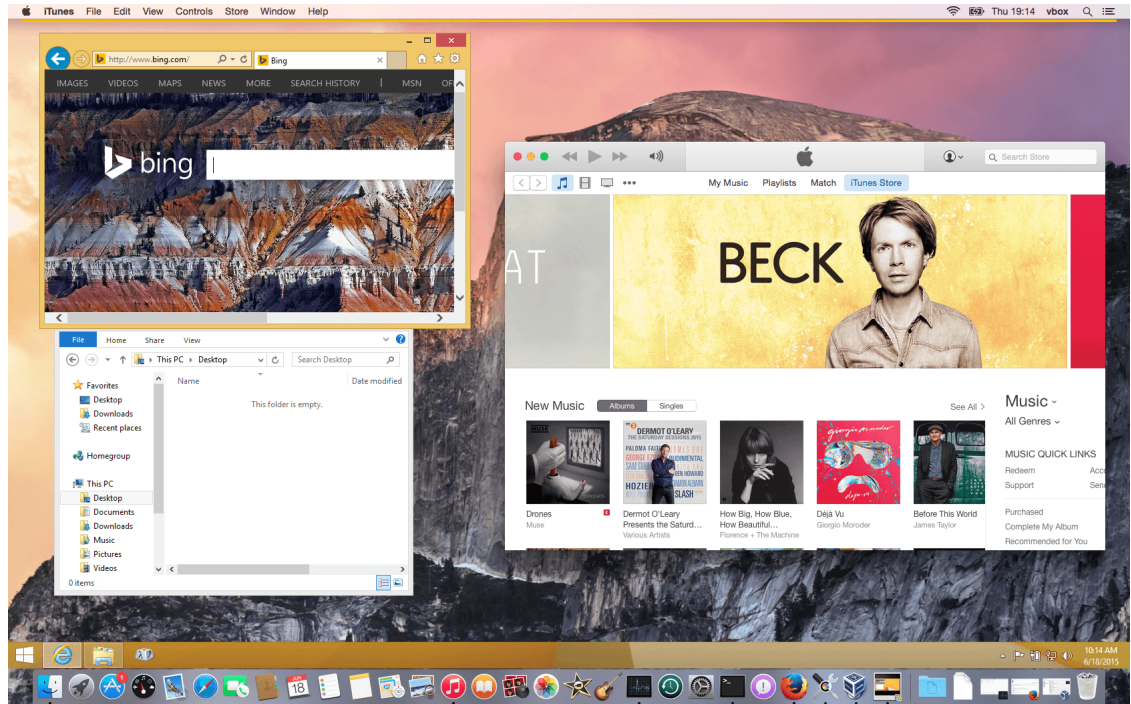 iTunes File Edit View Controls Store Window Help
Thu 19:14 vbox
http://www.bing.com/
Bing
IMAGES VIDEOS MAPS NEWS MORE SEARCH HISTORY | MSN
bing
File Home Share View
This PC Desktop
Search Desktop
Favorites
Desktop
Downloads
Recent places
Homegroup
This PC
Desktop
Documents
Downloads
Music
Pictures
Videos
Name
Date modified
This folder is empty.
0 items
Search Store
My Music Playlists Match iTunes Store
AT
BECK
New Music
Albums Singles
See All >
MUSE
DERMOT O'LEARY
THE SATURDAY SESSIONS 2015
PALOMA FAITH
HOZIER
SLASH
giorgio moroder
déjà-vu
Drones
Muse
Dermot O'Leary
Presents the Saturd...
Various Artists
How Big, How Blue,
How Beautiful...
Florence + The Machine
Déjà Vu
Giorgio Moroder
Before This World
James Taylor
Music
All Genres
MUSIC QUICK LINKS
Redeem
Support
Purchased
Complete My Album
Recommended for You
10:14 AM
6/18/2015
JUN
18